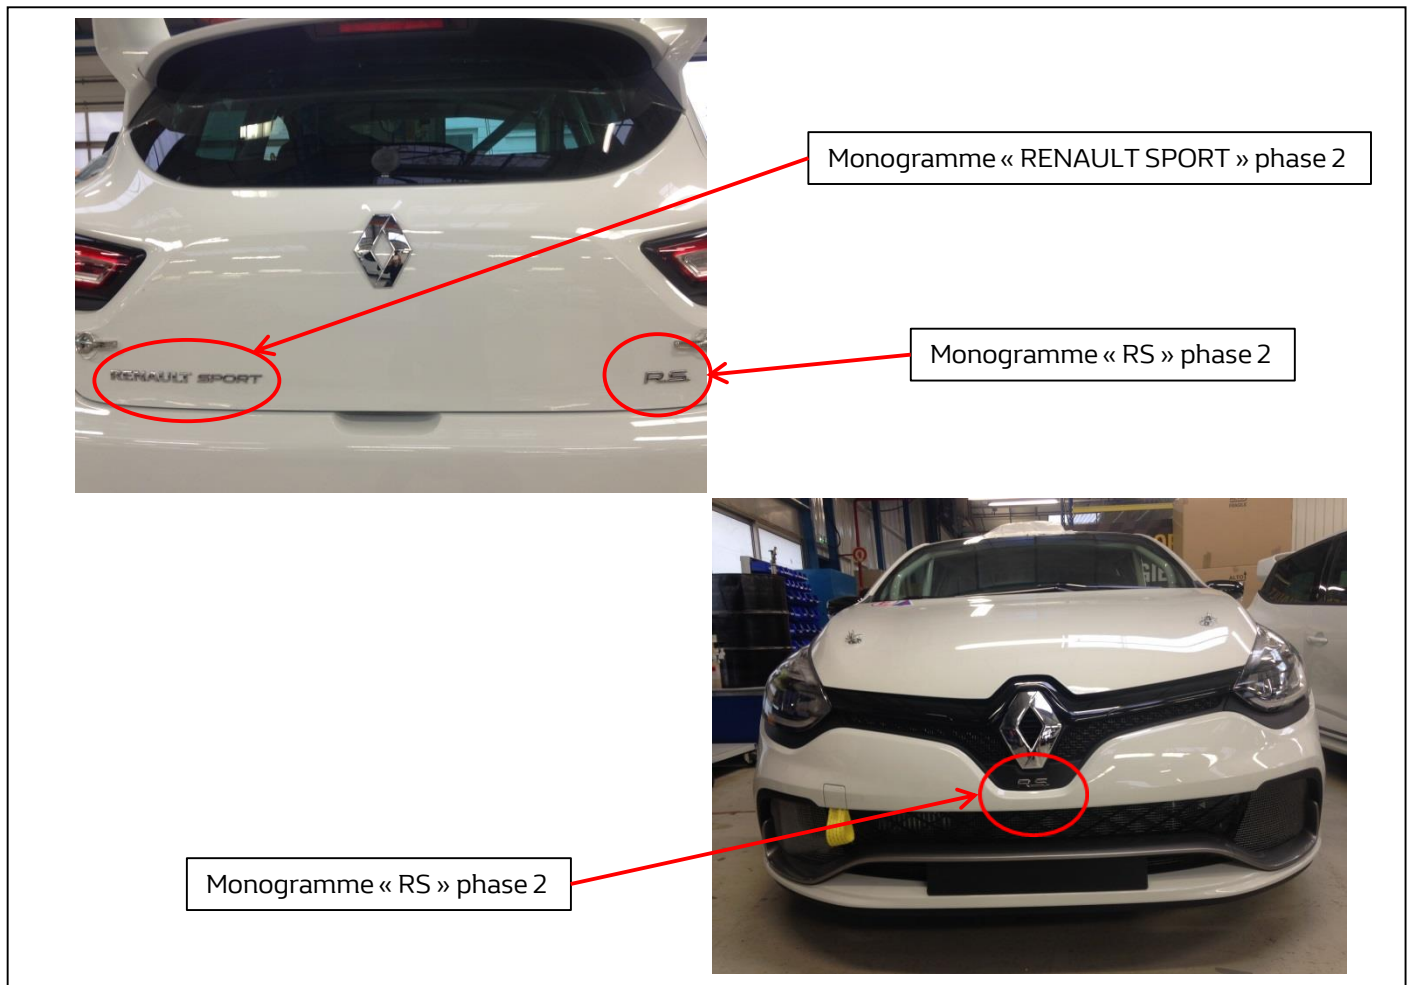 Monogramme « RENAULT SPORT » phase 2
Monogramme « RS » phase 2
RENAULT SPORT
R.S.
R.S.
Monogramme « RS » phase 2